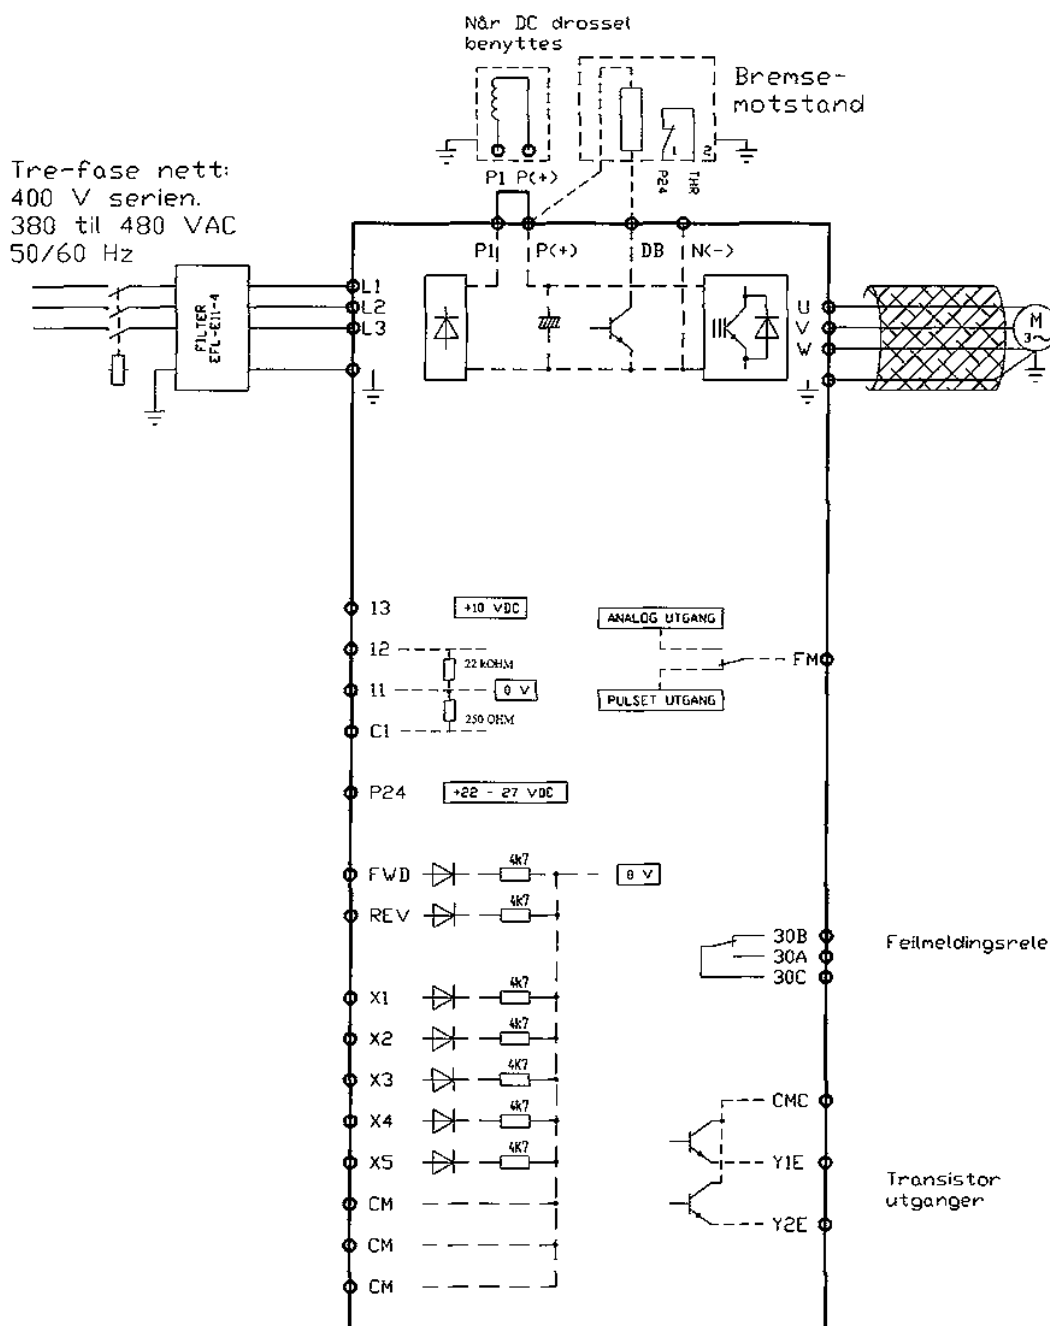 Når DC drossel
benyttes
Bremse-
motstand
1
2
P24
THR
P1 P(+)
Tre-fase nett:
400 V serien.
380 til 480 VAC
50/60 Hz
P1
P(+)
DB
N(-)
FILTER
EFL-E11-4
L1
L2
L3
U
V
W
M
3~
13
+10 VDC
12
22 kOHM
11
0 V
250 OHM
C1
ANALOG UTGANG
FM
PULSET UTGANG
P24
+22 - 27 VDC
FWD
4k7
0 V
REV
4k7
30B
30A
30C
Feilmeldingsrele
X1
4k7
X2
4k7
X3
4K7
X4
4k7
X5
4K7
CM
CM
CM
CMC
Y1E
Y2E
Transistor
utganger